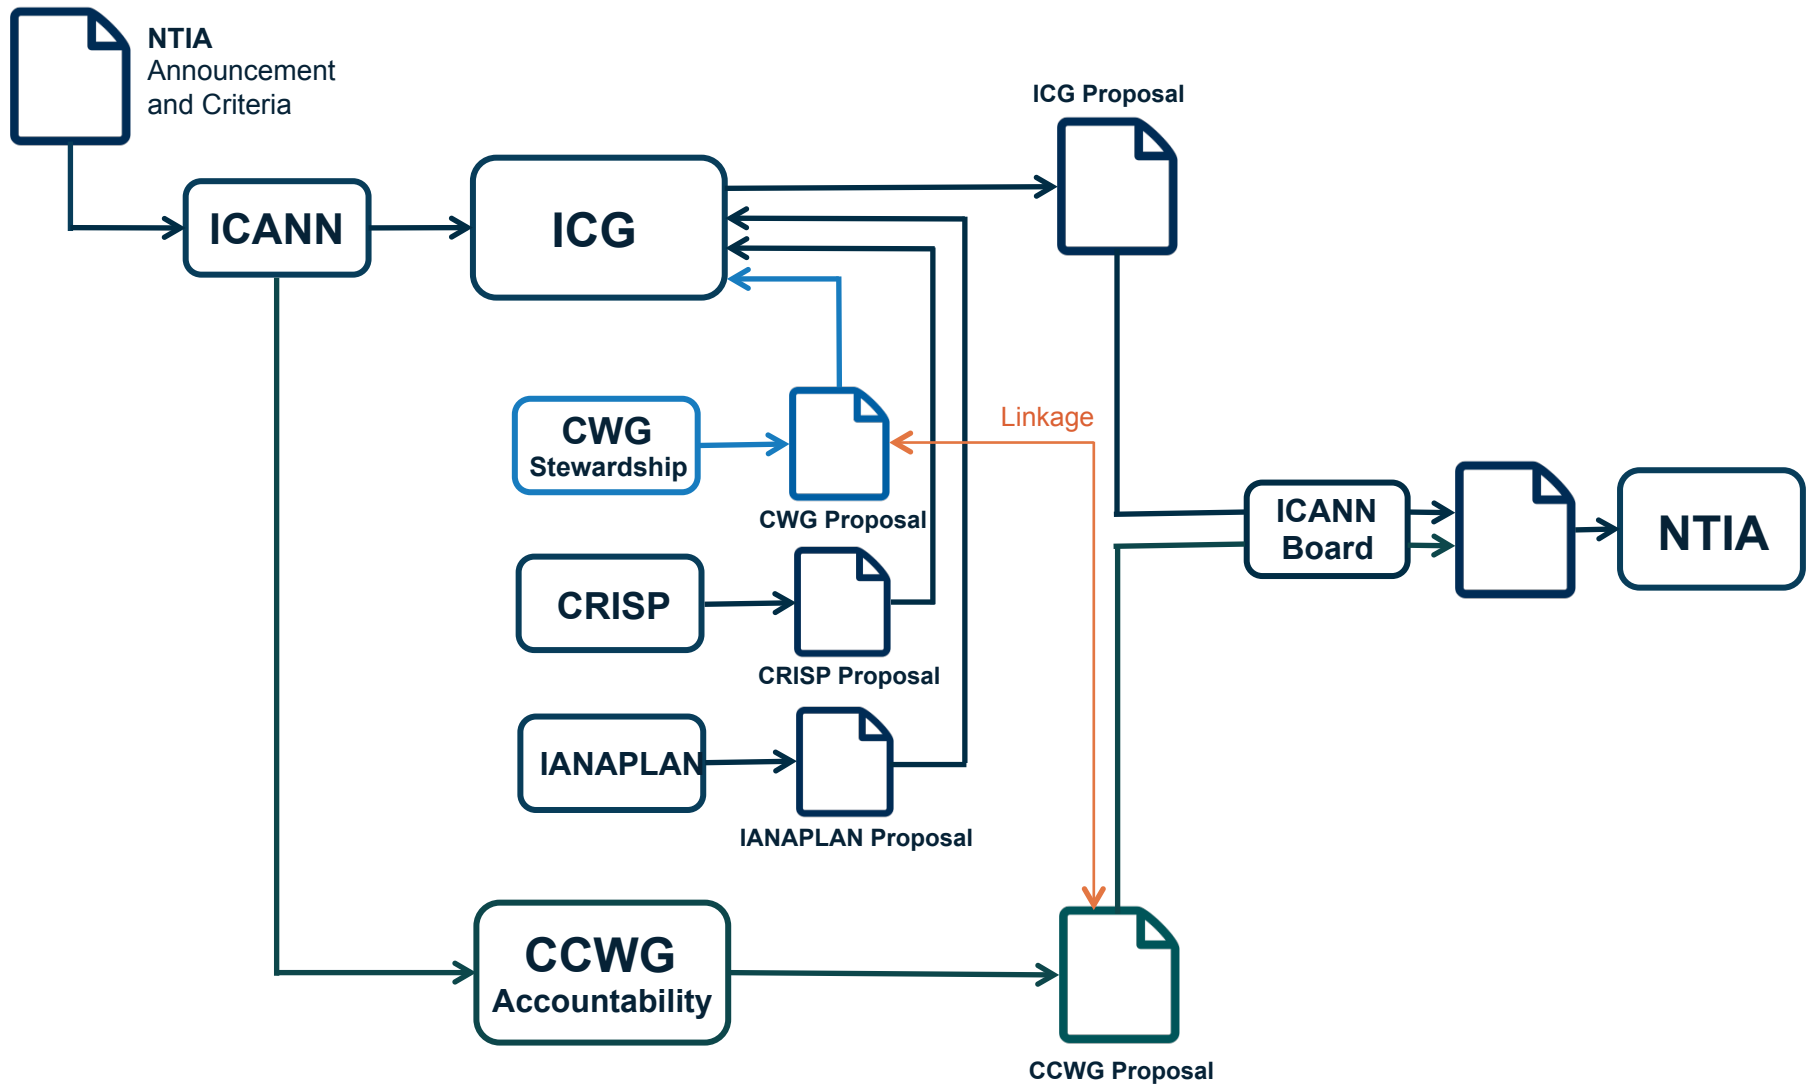 NTIA
Announcement
and Criteria
ICG Proposal
ICANN
ICG
Linkage
CWG
Stewardship
CWG Proposal
ICANN
Board
NTIA
CRISP
CRISP Proposal
IANAPLAN
IANAPLAN Proposal
CCWG
Accountability
CCWG Proposal